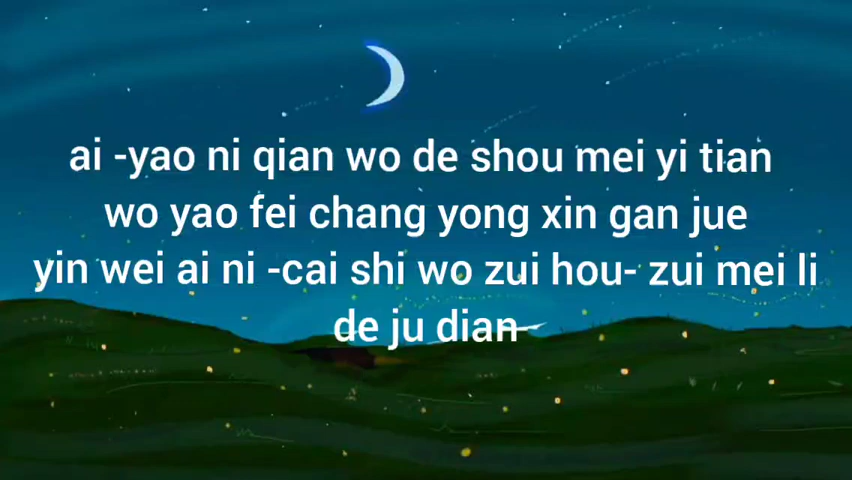 ai -yao ni qian wo de shou mei yi tian
wo yao fei chang yong xin gan jue
yin wei ai ni -cai shi wo zui hou- zui mei li
de ju dian